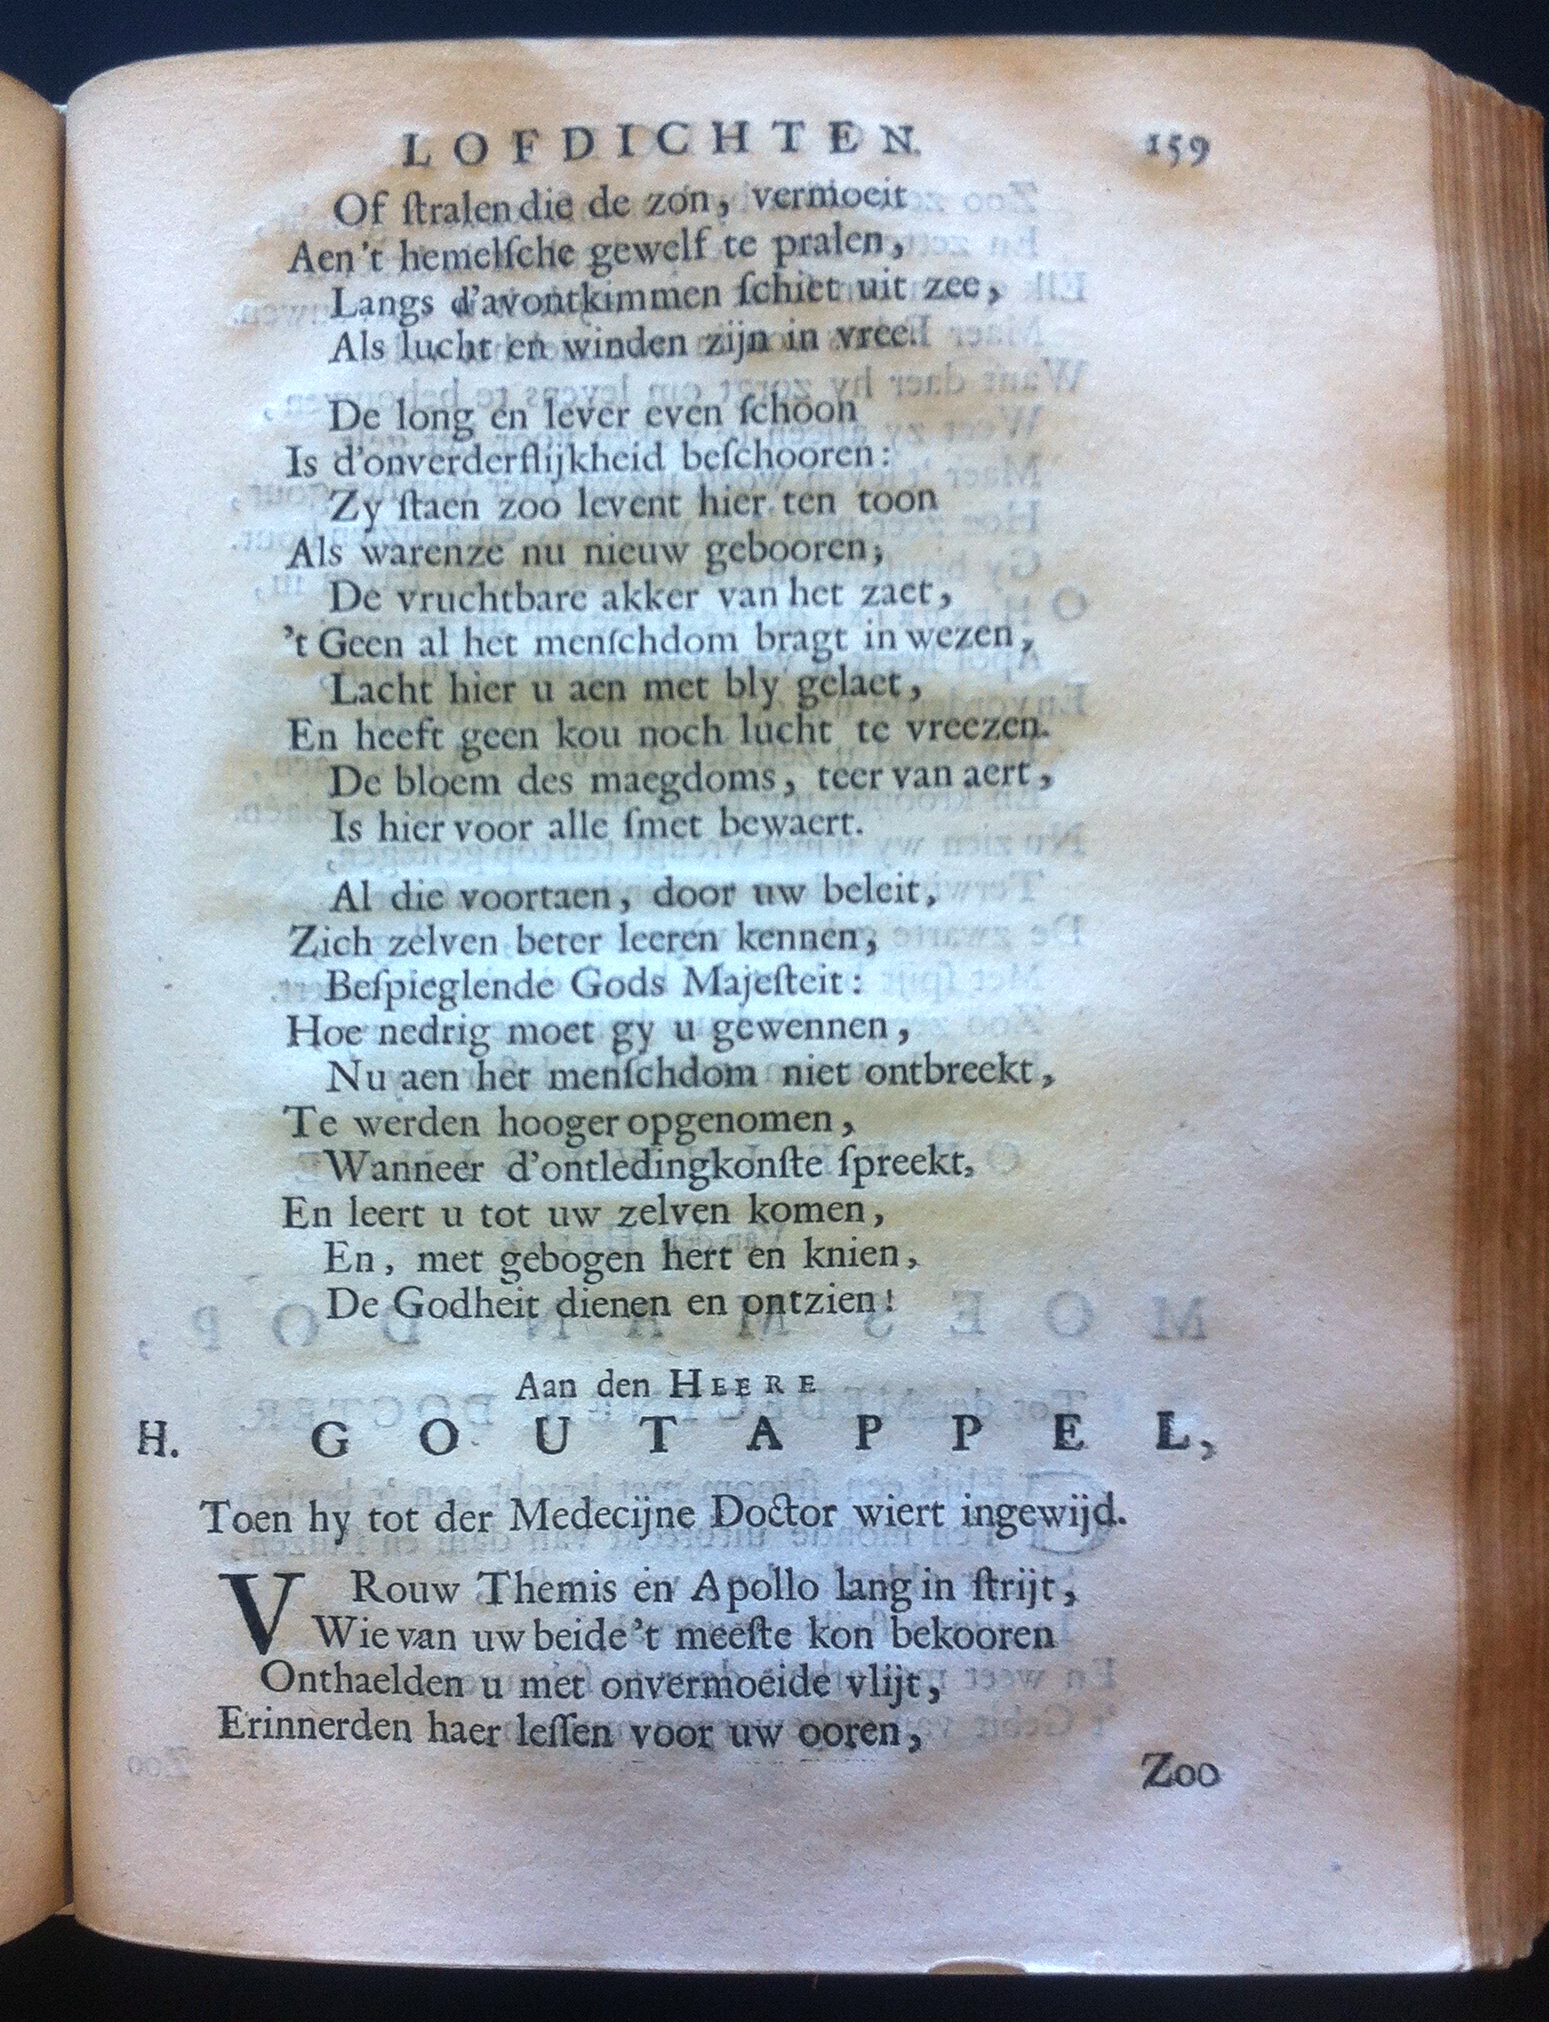 LOFDICHTEN. 159
Of ſtralen die de zon, vermoeit
Aen 't hemelſche gewelf te pralen,
Langs d'avontkimmen ſchiet uit zee,
Als lucht en winden zijn in vreê!
De long en lever even ſchoon
Is d'onverderflijkheid beſchooren:
Zy ſtaen zoo levent hier ten toon
Als warenze nu nieuw gebooren;
De vruchtbare akker van het zaet,
't Geen al het menſchdom bragt in wezen,
Lacht hier u aen met bly gelaet,
En heeft geen kou noch lucht te vreezen.
De bloem des maegdoms, teer van aert,
Is hier voor alle ſmet bewaert.
Al die voortaen, door uw beleit,
Zich zelven beter leeren kennen,
Beſpieglende Gods Majeſteit:
Hoe nedrig moet gy u gewennen,
Nu aen het menſchdom niet ontbreekt,
Te werden hooger opgenomen,
Wanneer d'ontledingkonſte ſpreekt,
En leert u tot uw zelven komen,
En, met gebogen hert en knien,
De Godheit dienen en ontzien!
Aan den HEERE
H. GOUTAPPEL,
Toen hy tot der Medecijne Doctor wiert ingewijd.
VRouw Themis en Apollo lang in ſtrijt,
Wie van uw beide 't meeſte kon bekooren
Onthaelden u met onvermoeide vlijt,
Erinnerden haer leſſen voor uw ooren,
Zoo